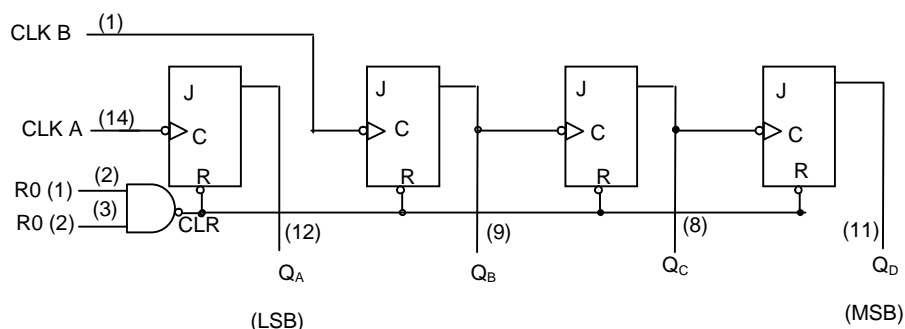 CLK B (1)
J J J J
CLK A (14) C C C C
R R R R
R0 (1) (2)
R0 (2) (3) CLR
(12) (9) (8) (11)
QA QB QC QD
(LSB) (MSB)